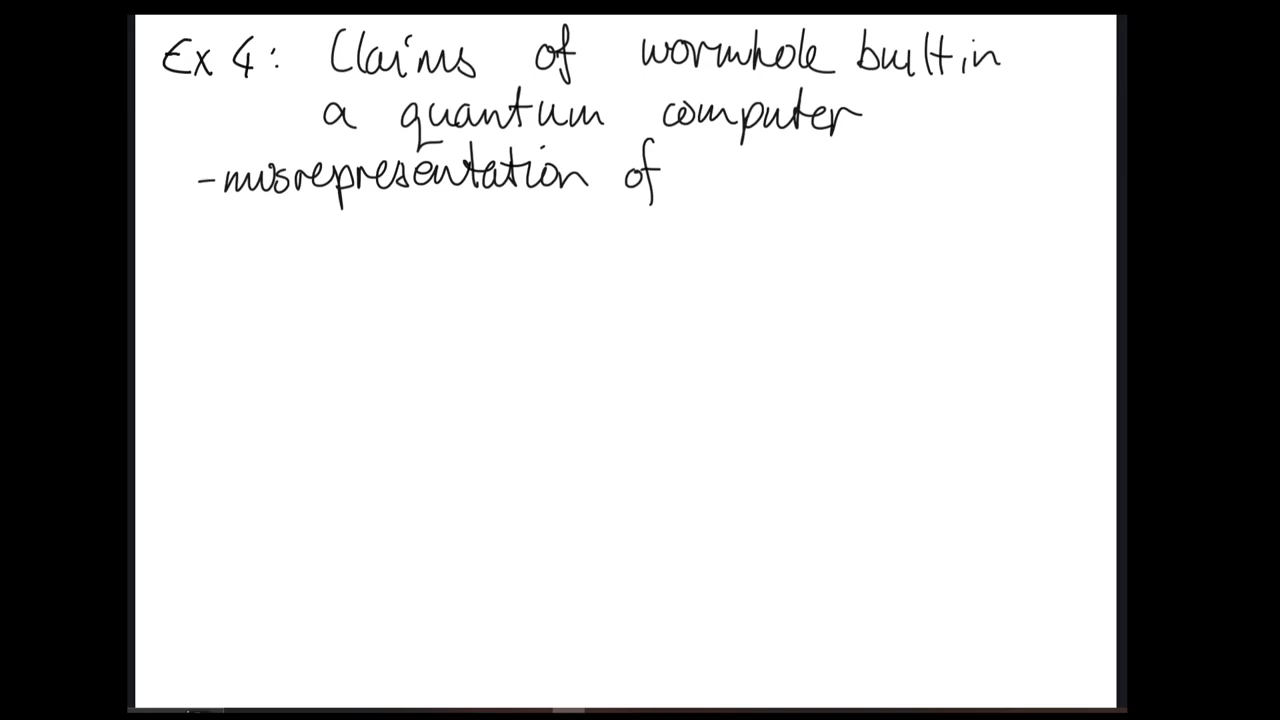 Ex 4: Claims of wormhole built in
a quantum computer
- misrepresentation of